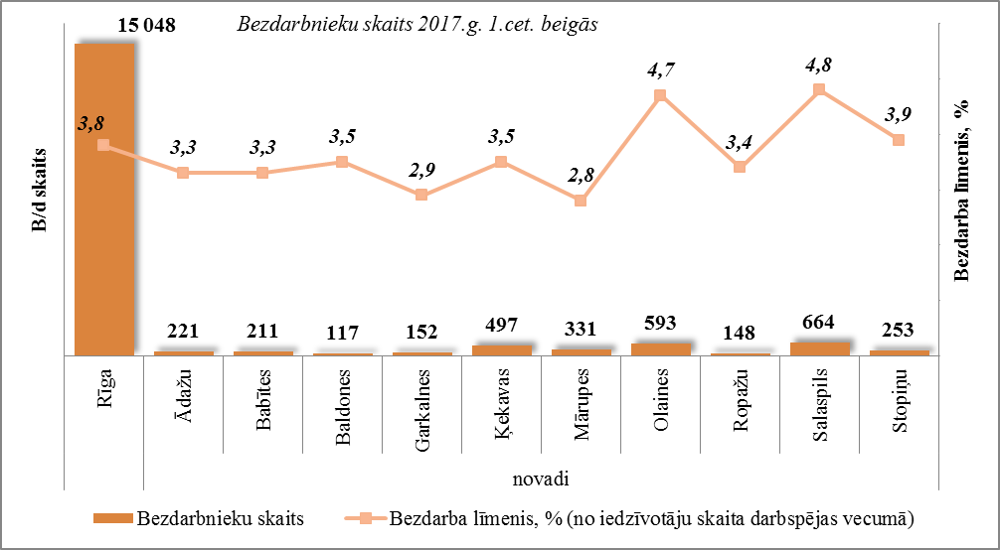 Bezdarbnieku skaits 2017.g. 1.cet. beigās
15 048
3,8
3,3
3,3
3,5
2,9
3,5
2,8
4,7
3,4
4,8
3,9
B/d skaits
Bezdarba līmenis, %
221
211
117
152
497
331
593
148
664
253
Rīga
Ādažu
Babītes
Baldones
Garkalnes
Ķekavas
Mārupes
Olaines
Ropažu
Salaspils
Stopiņu
novadi
Bezdarbnieku skaits
Bezdarba līmenis, % (no iedzīvotāju skaita darbspējas vecumā)